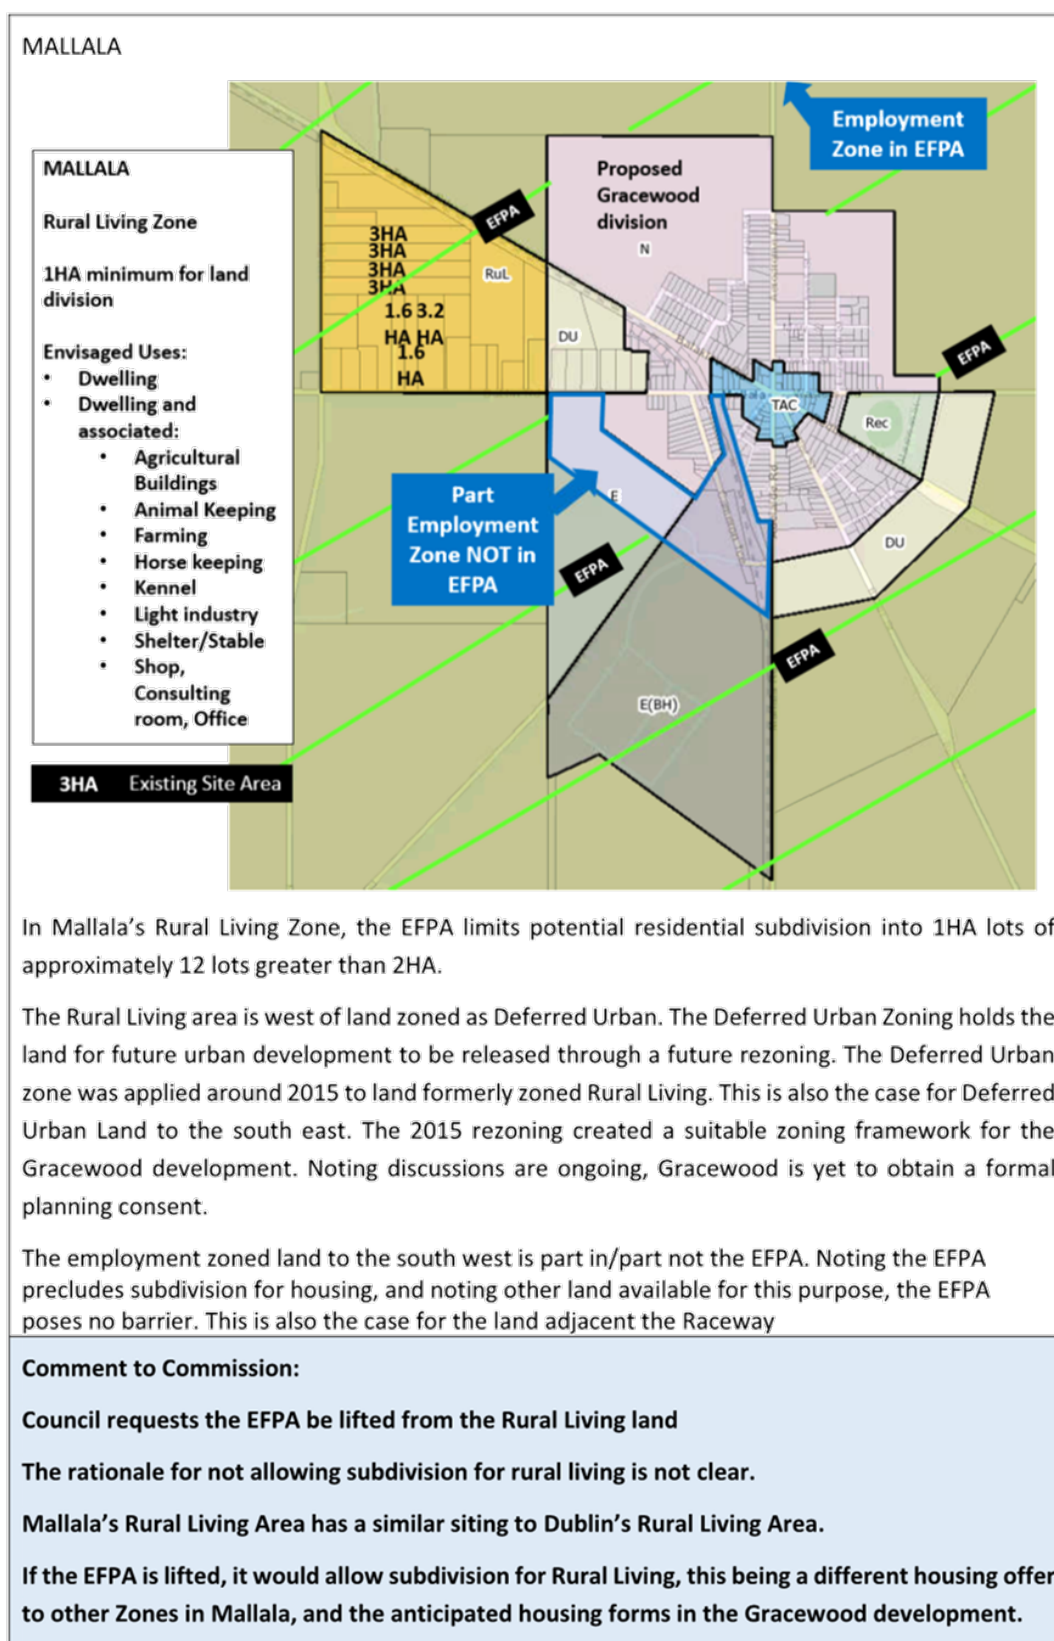 MALLALA
MALLALA
Rural Living Zone
1HA minimum for land
division
Envisaged Uses:
• Dwelling
• Dwelling and
associated:
• Agricultural
Buildings
• Animal Keeping
• Farming
• Horse keeping
• Kennel
• Light industry
• Shelter/Stable
• Shop,
Consulting
room, Office
3HA Existing Site Area
Employment
Zone in EFPA
Proposed
Gracewood
division
N
EFPA
3HA
3HA
3HA
3HA
RuL
1.6 3.2
HA HA
1.6
HA
DU
EFPA
TAC
Rec
Part
Employment
Zone NOT in
EFPA
E
DU
EFPA
EFPA
E(BH)
In Mallala’s Rural Living Zone, the EFPA limits potential residential subdivision into 1HA lots of
approximately 12 lots greater than 2HA.
The Rural Living area is west of land zoned as Deferred Urban. The Deferred Urban Zoning holds the
land for future urban development to be released through a future rezoning. The Deferred Urban
zone was applied around 2015 to land formerly zoned Rural Living. This is also the case for Deferred
Urban Land to the south east. The 2015 rezoning created a suitable zoning framework for the
Gracewood development. Noting discussions are ongoing, Gracewood is yet to obtain a formal
planning consent.
The employment zoned land to the south west is part in/part not the EFPA. Noting the EFPA
precludes subdivision for housing, and noting other land available for this purpose, the EFPA
poses no barrier. This is also the case for the land adjacent the Raceway
Comment to Commission:
Council requests the EFPA be lifted from the Rural Living land
The rationale for not allowing subdivision for rural living is not clear.
Mallala’s Rural Living Area has a similar siting to Dublin’s Rural Living Area.
If the EFPA is lifted, it would allow subdivision for Rural Living, this being a different housing offer
to other Zones in Mallala, and the anticipated housing forms in the Gracewood development.